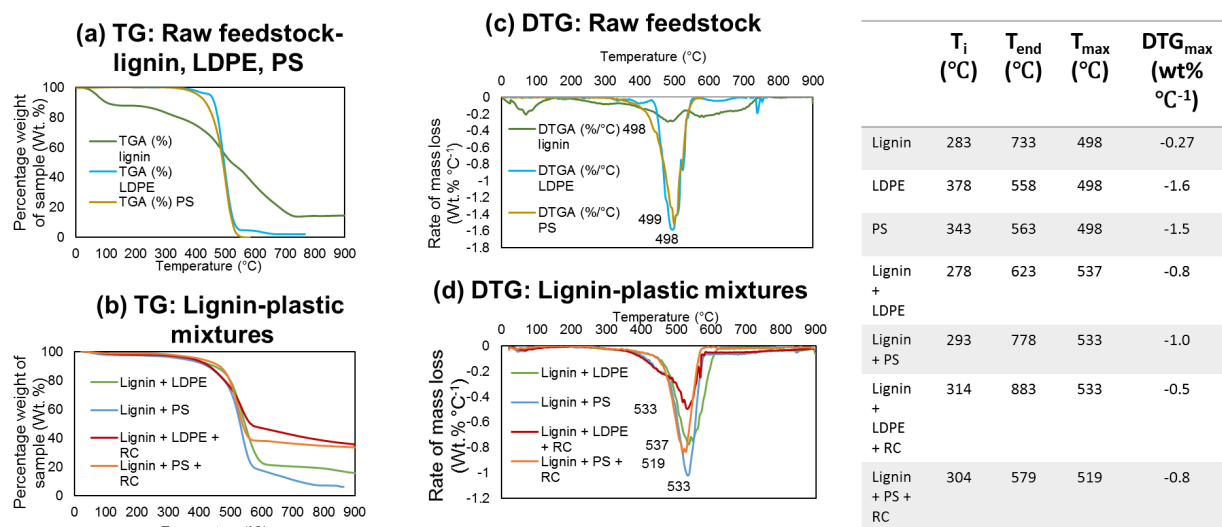 (a) TG: Raw feedstock-
lignin, LDPE, PS
Percentage weight
of sample (Wt. %)
100
80
60
40
20
0
TGA (%)
lignin
TGA (%)
LDPE
TGA (%) PS
0 100 200 300 400 500 600 700 800 900
Temperature (°C)
(b) TG: Lignin-plastic
mixtures
Percentage weight of
sample (Wt. %)
100
80
60
40
20
0
Lignin + LDPE
Lignin + PS
Lignin + LDPE +
RC
Lignin + PS +
RC
0 100 200 300 400 500 600 700 800 900
(c) DTG: Raw feedstock
Temperature (°C)
0 100 200 300 400 500 600 700 800 900
Rate of mass loss
(Wt.% °C⁻¹)
0
-0.2
-0.4
-0.6
-0.8
-1
-1.2
-1.4
-1.6
-1.8
DTGA (%/°C)
lignin
DTGA (%/°C)
LDPE
DTGA (%/°C)
PS
498
499
498
(d) DTG: Lignin-plastic mixtures
Temperature (°C)
0 100 200 300 400 500 600 700 800 900
Rate of mass loss
(Wt.% °C⁻¹)
0
-0.2
-0.4
-0.6
-0.8
-1
-1.2
Lignin + LDPE
Lignin + PS
Lignin + LDPE
+ RC
Lignin + PS +
RC
533
537
519
533
Ti Tend Tmax DTGmax
(°C) (°C) (°C) (wt%
°C⁻¹)
Lignin 283 733 498 -0.27
LDPE 378 558 498 -1.6
PS 343 563 498 -1.5
Lignin 278 623 537 -0.8
+
LDPE
Lignin 293 778 533 -1.0
+ PS
Lignin 314 883 533 -0.5
+
LDPE
+ RC
Lignin 304 579 519 -0.8
+ PS +
RC